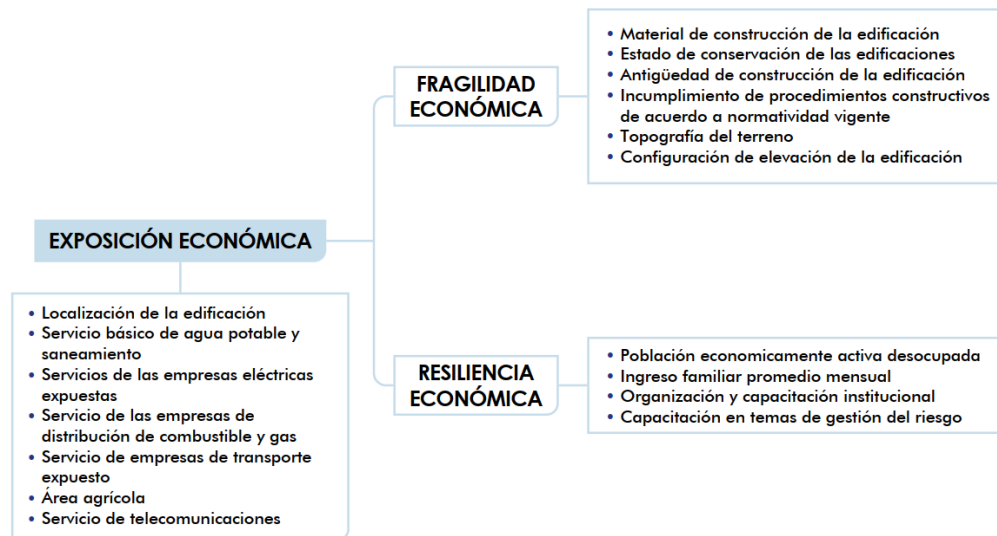 FRAGILIDAD
ECONÓMICA
• Material de construcción de la edificación
• Estado de conservación de las edificaciones
• Antigüedad de construcción de la edificación
• Incumplimiento de procedimientos constructivos
de acuerdo a normatividad vigente
• Topografía del terreno
• Configuración de elevación de la edificación
EXPOSICIÓN ECONÓMICA
• Localización de la edificación
• Servicio básico de agua potable y
saneamiento
• Servicios de las empresas eléctricas
expuestas
• Servicio de las empresas de
distribución de combustible y gas
• Servicio de empresas de transporte
expuesto
• Área agrícola
• Servicio de telecomunicaciones
RESILIENCIA
ECONÓMICA
• Población economicamente activa desocupada
• Ingreso familiar promedio mensual
• Organización y capacitación institucional
• Capacitación en temas de gestión del riesgo